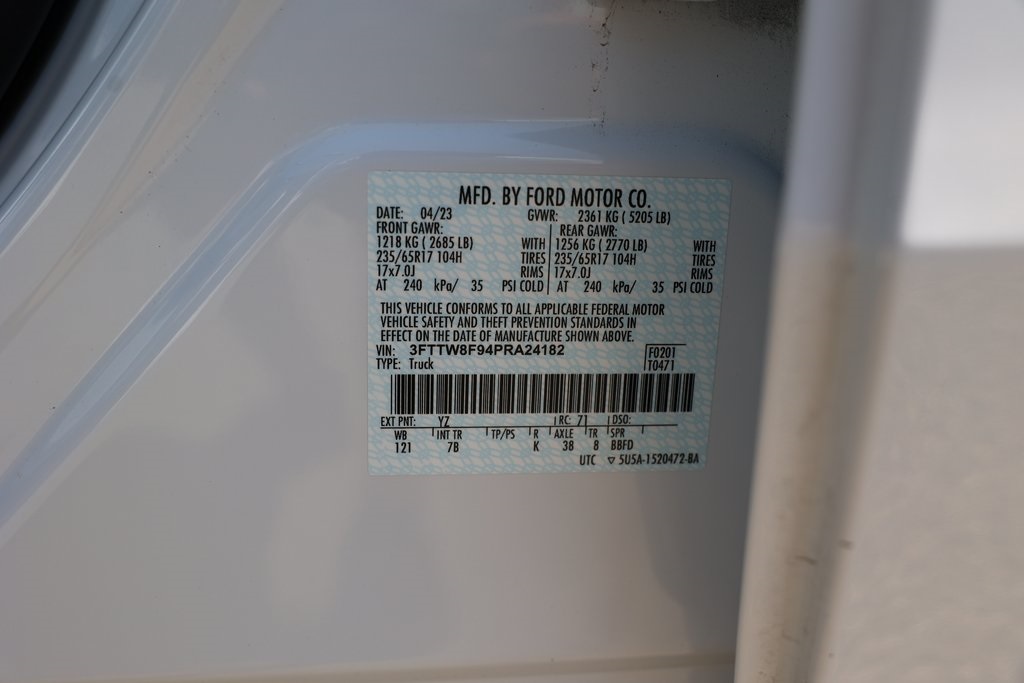 MFD. BY FORD MOTOR CO.
DATE: 04/23 GVWR: 2361 KG ( 5205 LB)
FRONT GAWR: REAR GAWR:
1218 KG ( 2685 LB) WITH 1256 KG ( 2770 LB) WITH
235/65R17 104H TIRES 235/65R17 104H TIRES
17x7.0J RIMS 17x7.0J RIMS
AT 240 kPa/ 35 PSI COLD AT 240 kPa/ 35 PSI COLD
THIS VEHICLE CONFORMS TO ALL APPLICABLE FEDERAL MOTOR
VEHICLE SAFETY AND THEFT PREVENTION STANDARDS IN
EFFECT ON THE DATE OF MANUFACTURE SHOWN ABOVE.
VIN: 3FTTW8F94PRA24182 F0201
TYPE: Truck T0471
EXT PNT: YZ RC: 71 DSO:
WB INT TR TP/PS R AXLE TR SPR
121 7B K 38 8 BBFD
UTC ▽ 5U5A-1520472-BA